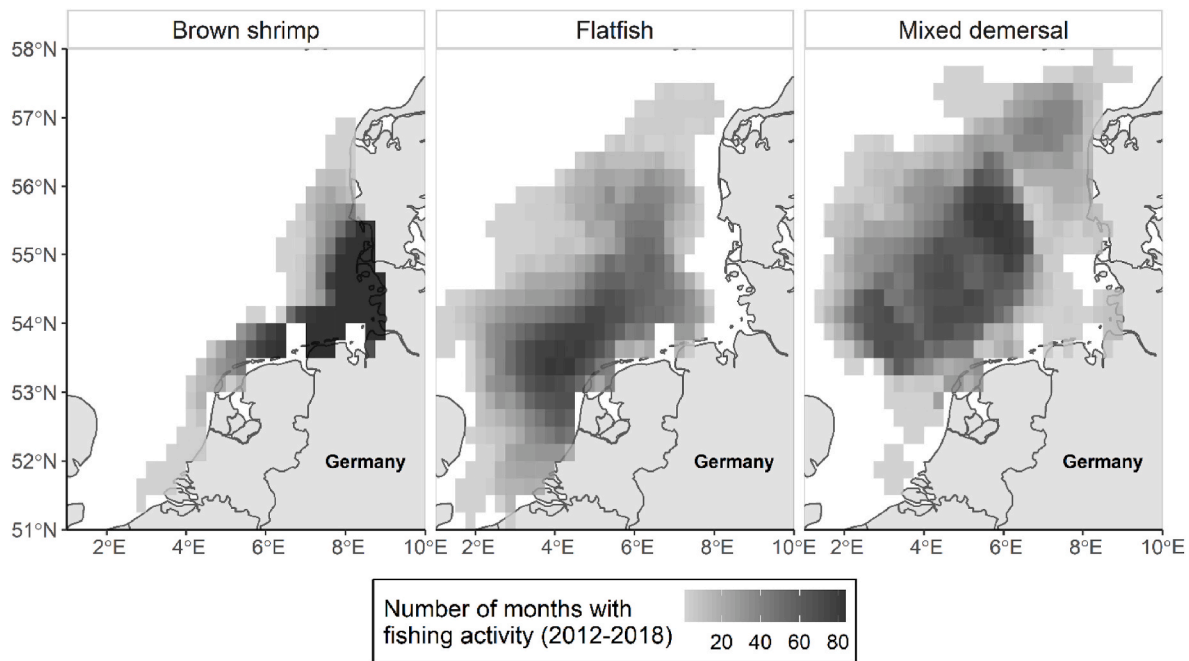 Brown shrimp Flatfish Mixed demersal
58°N
57°N
56°N
55°N
54°N
53°N
52°N
51°N
Germany Germany Germany
2°E 4°E 6°E 8°E 10°E 2°E 4°E 6°E 8°E 10°E 2°E 4°E 6°E 8°E 10°E
Number of months with
fishing activity (2012-2018)
20 40 60 80